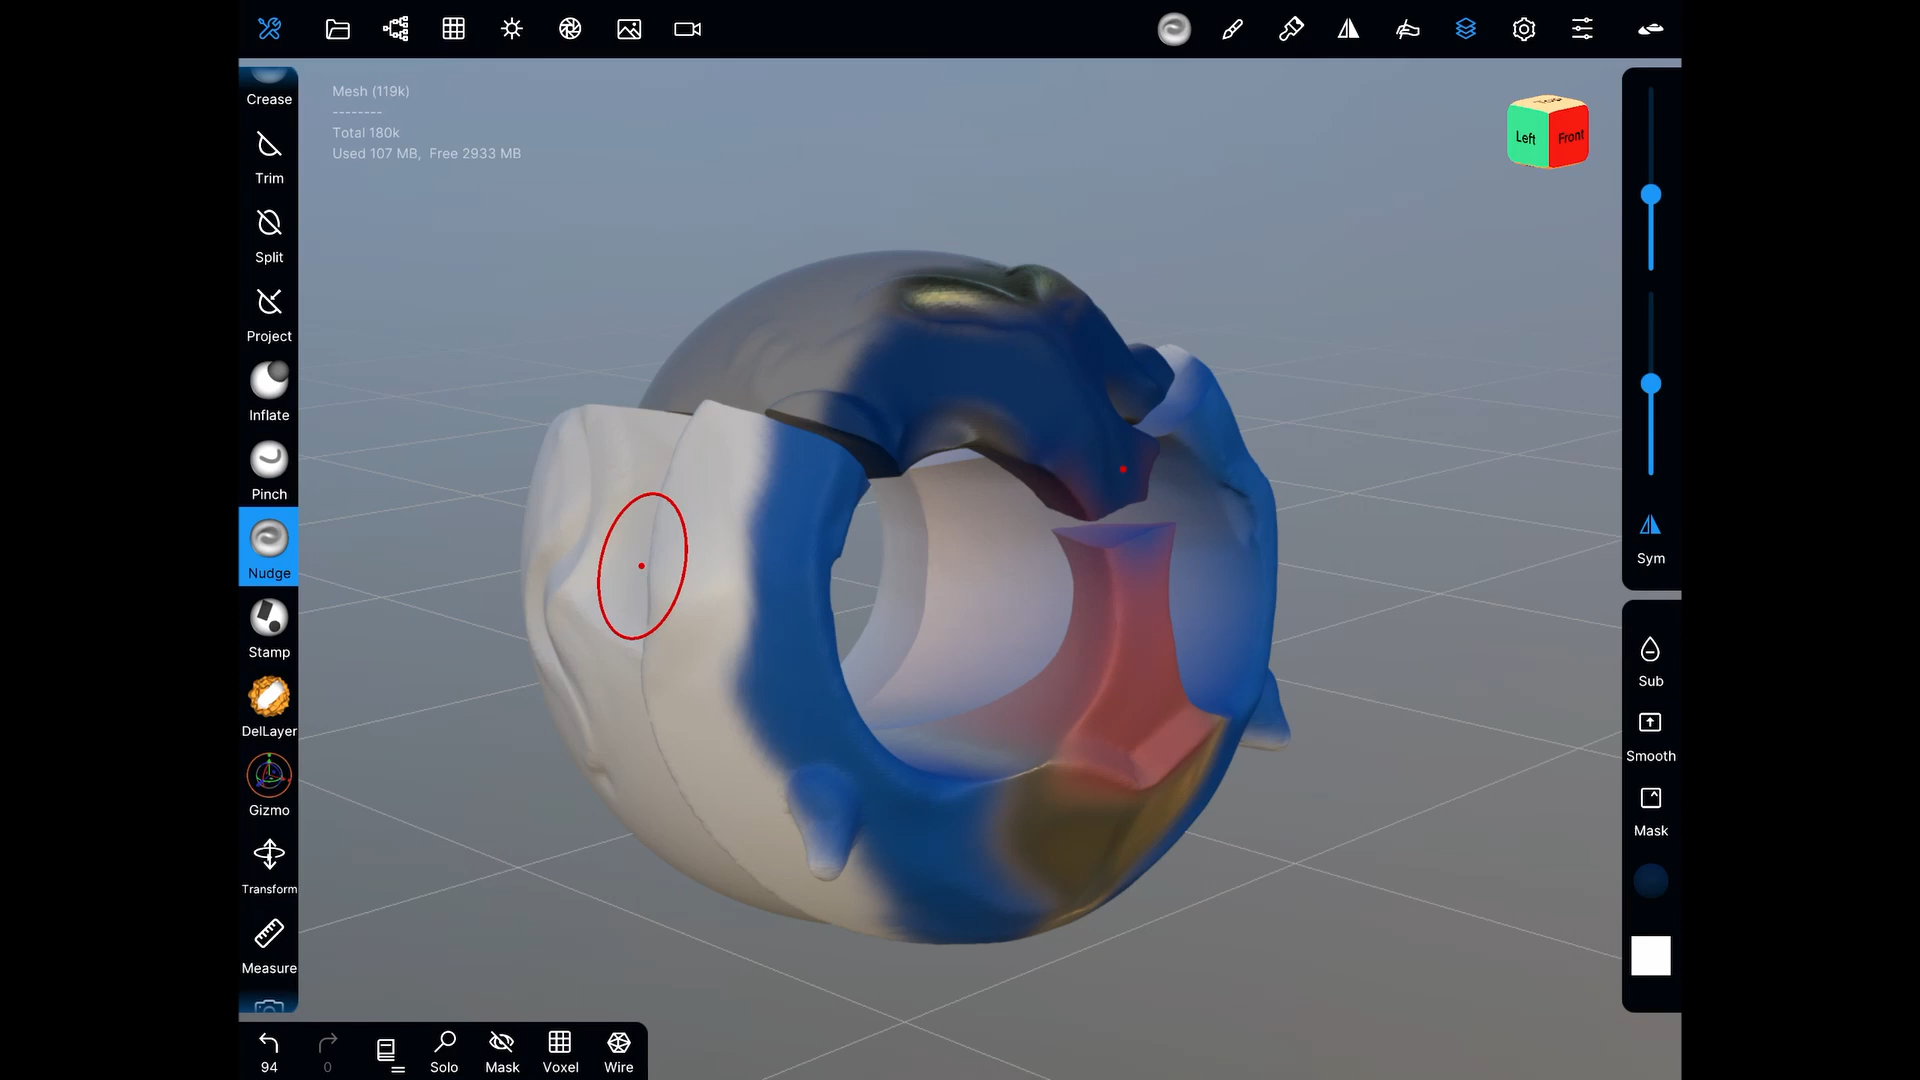 Mesh (119k)
--------
Total 180k
Used 107 MB, Free 2933 MB
TOP
Left
Front
Crease
Trim
Split
Project
Inflate
Pinch
Nudge
Stamp
DelLayer
Gizmo
Transform
Measure
Sym
Sub
Smooth
Mask
94
0
Solo
Mask
Voxel
Wire